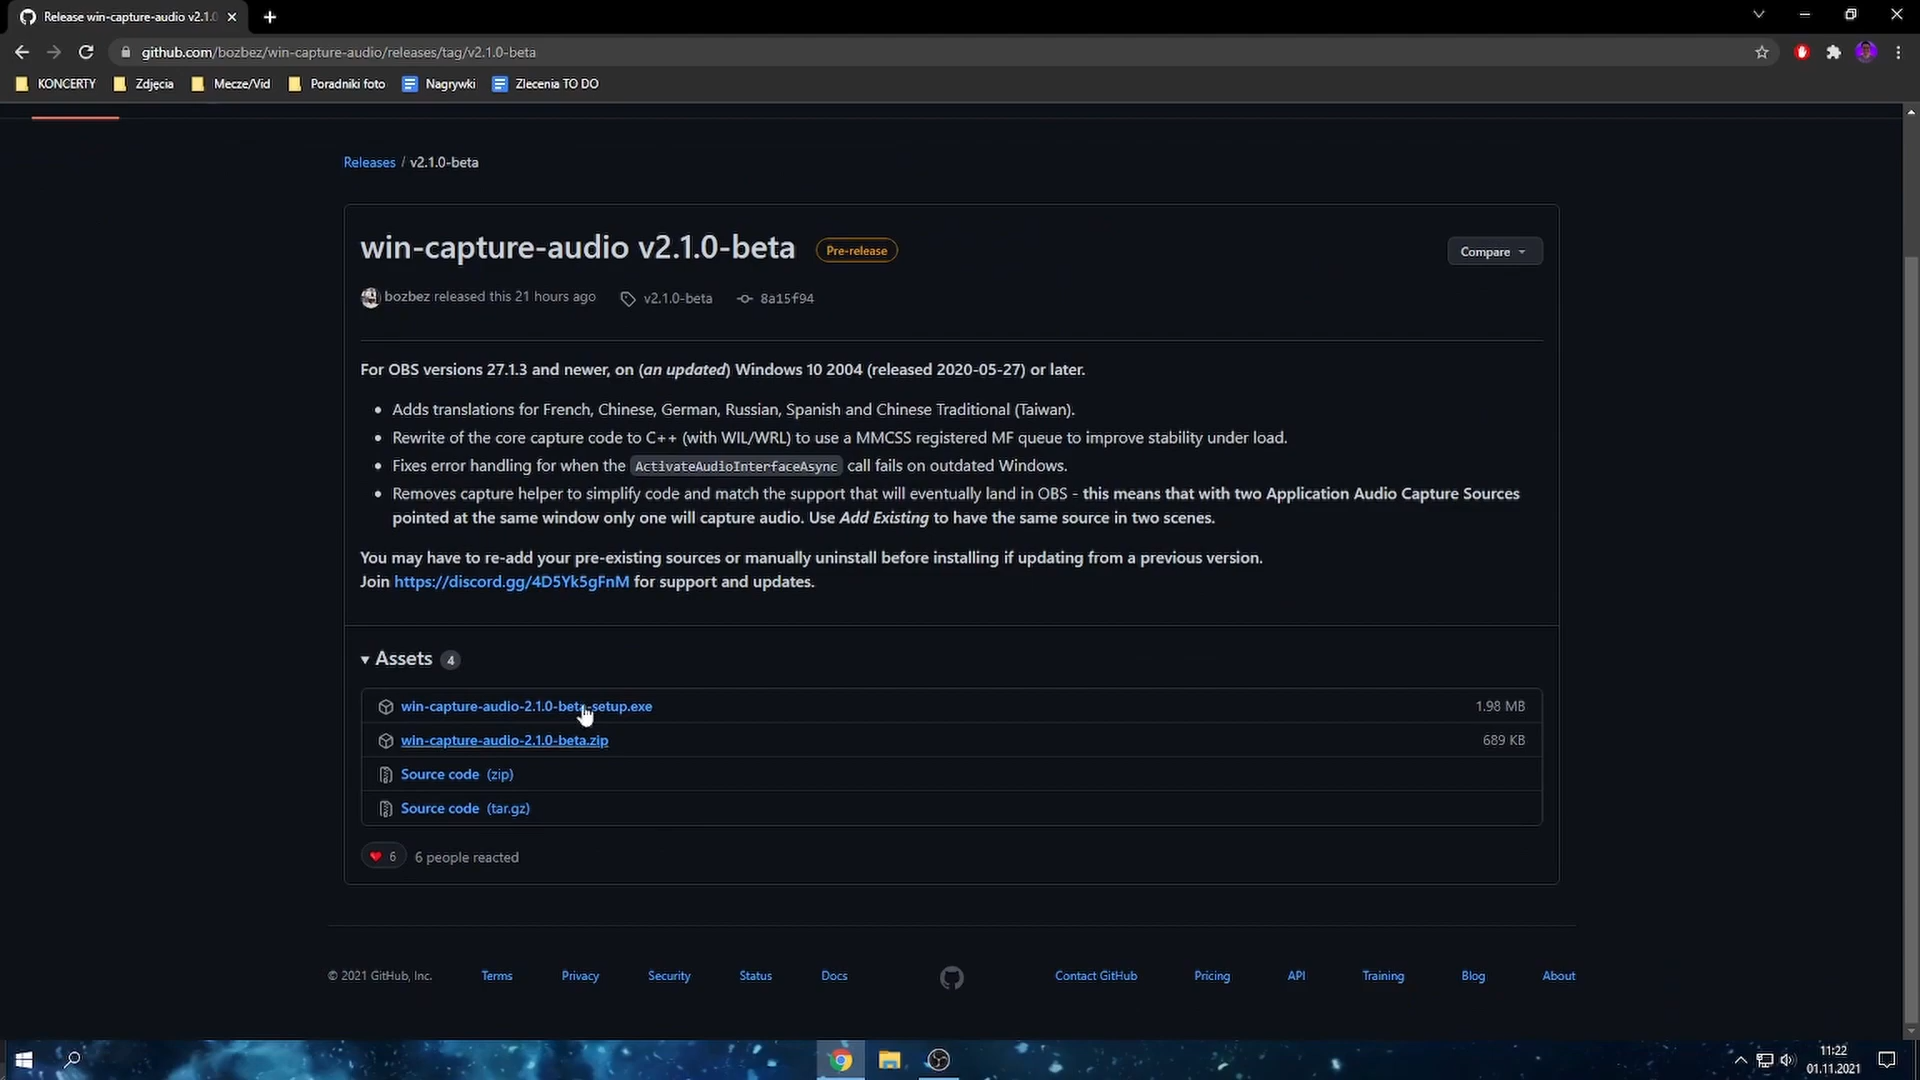 Release win-capture-audio v2.1.0
github.com/bozbez/win-capture-audio/releases/tag/v2.1.0-beta
KONCERTY
Zdjęcia
Mecze/Vid
Poradniki foto
Nagrywki
Zlecenia TO DO
Releases / v2.1.0-beta
win-capture-audio v2.1.0-beta
Pre-release
Compare
bozbez released this 21 hours ago
v2.1.0-beta
8a15f94
For OBS versions 27.1.3 and newer, on (an updated) Windows 10 2004 (released 2020-05-27) or later.
• Adds translations for French, Chinese, German, Russian, Spanish and Chinese Traditional (Taiwan).
• Rewrite of the core capture code to C++ (with WIL/WRL) to use a MMCSS registered MF queue to improve stability under load.
• Fixes error handling for when the ActivateAudioInterfaceAsync call fails on outdated Windows.
• Removes capture helper to simplify code and match the support that will eventually land in OBS - this means that with two Application Audio Capture Sources
pointed at the same window only one will capture audio. Use Add Existing to have the same source in two scenes.
You may have to re-add your pre-existing sources or manually uninstall before installing if updating from a previous version.
Join https://discord.gg/4D5Yk5gFnM for support and updates.
Assets 4
win-capture-audio-2.1.0-beta-setup.exe
1.98 MB
win-capture-audio-2.1.0-beta.zip
689 KB
Source code (zip)
Source code (tar.gz)
6
6 people reacted
© 2021 GitHub, Inc.
Terms
Privacy
Security
Status
Docs
Contact GitHub
Pricing
API
Training
Blog
About
11:22
01.11.2021